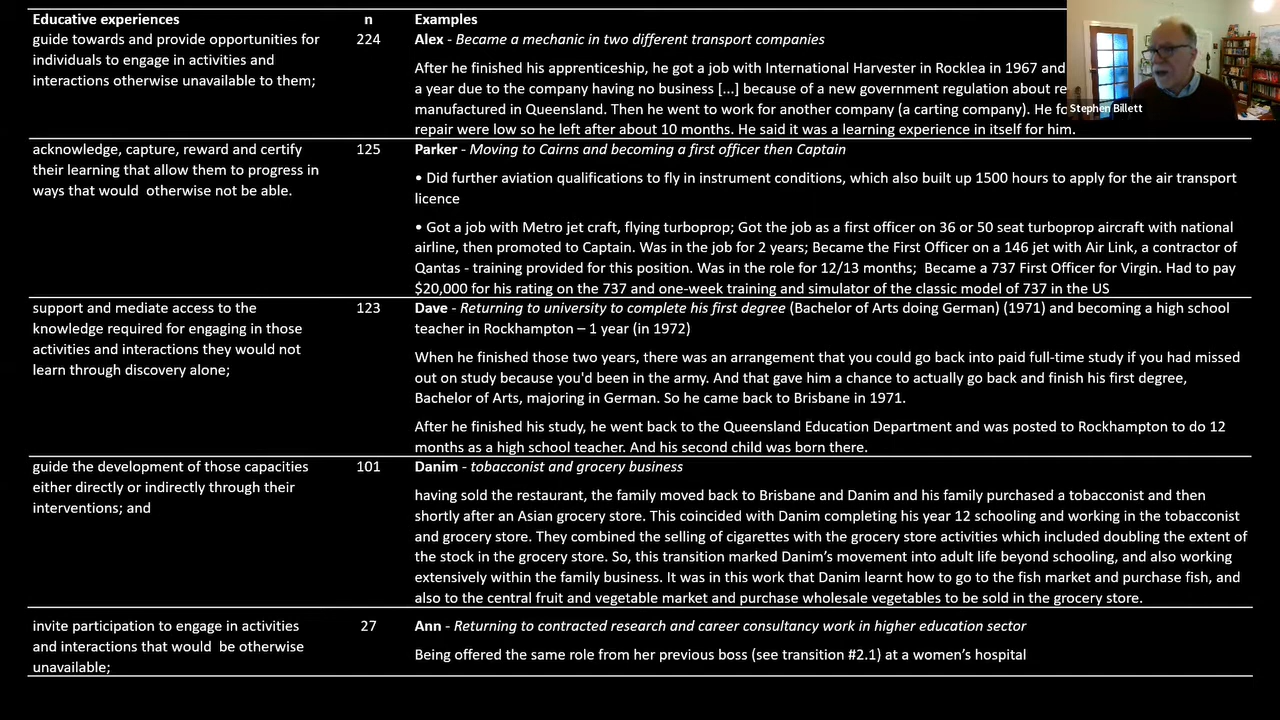 Educative experiences n Examples
guide towards and provide opportunities for 224 Alex - Became a mechanic in two different transport companies
individuals to engage in activities and
interactions otherwise unavailable to them;
After he finished his apprenticeship, he got a job with International Harvester in Rocklea in 1967 and
a year due to the company having no business [...] because of a new government regulation about re
manufactured in Queensland. Then he went to work for another company (a carting company). He fo
repair were low so he left after about 10 months. He said it was a learning experience in itself for him.
Stephen Billett
acknowledge, capture, reward and certify 125 Parker - Moving to Cairns and becoming a first officer then Captain
their learning that allow them to progress in
ways that would otherwise not be able.
• Did further aviation qualifications to fly in instrument conditions, which also built up 1500 hours to apply for the air transport
licence
• Got a job with Metro jet craft, flying turboprop; Got the job as a first officer on 36 or 50 seat turboprop aircraft with national
airline, then promoted to Captain. Was in the job for 2 years; Became the First Officer on a 146 jet with Air Link, a contractor of
Qantas - training provided for this position. Was in the role for 12/13 months; Became a 737 First Officer for Virgin. Had to pay
$20,000 for his rating on the 737 and one-week training and simulator of the classic model of 737 in the US
support and mediate access to the 123 Dave - Returning to university to complete his first degree (Bachelor of Arts doing German) (1971) and becoming a high school
knowledge required for engaging in those teacher in Rockhampton – 1 year (in 1972)
activities and interactions they would not
learn through discovery alone;
When he finished those two years, there was an arrangement that you could go back into paid full-time study if you had missed
out on study because you'd been in the army. And that gave him a chance to actually go back and finish his first degree,
Bachelor of Arts, majoring in German. So he came back to Brisbane in 1971.
After he finished his study, he went back to the Queensland Education Department and was posted to Rockhampton to do 12
months as a high school teacher. And his second child was born there.
guide the development of those capacities 101 Danim - tobacconist and grocery business
either directly or indirectly through their
interventions; and
having sold the restaurant, the family moved back to Brisbane and Danim and his family purchased a tobacconist and then
shortly after an Asian grocery store. This coincided with Danim completing his year 12 schooling and working in the tobacconist
and grocery store. They combined the selling of cigarettes with the grocery store activities which included doubling the extent of
the stock in the grocery store. So, this transition marked Danim’s movement into adult life beyond schooling, and also working
extensively within the family business. It was in this work that Danim learnt how to go to the fish market and purchase fish, and
also to the central fruit and vegetable market and purchase wholesale vegetables to be sold in the grocery store.
invite participation to engage in activities 27 Ann - Returning to contracted research and career consultancy work in higher education sector
and interactions that would be otherwise
unavailable;
Being offered the same role from her previous boss (see transition #2.1) at a women’s hospital